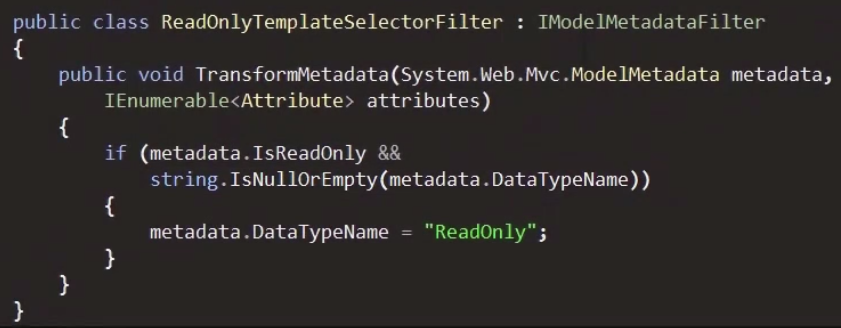 public class ReadOnlyTemplateSelectorFilter : IModelMetadataFilter
{
    public void TransformMetadata(System.Web.Mvc.ModelMetadata metadata,
        IEnumerable<Attribute> attributes)
    {
        if (metadata.IsReadOnly &&
            string.IsNullOrEmpty(metadata.DataTypeName))
        {
            metadata.DataTypeName = "ReadOnly";
        }
    }
}